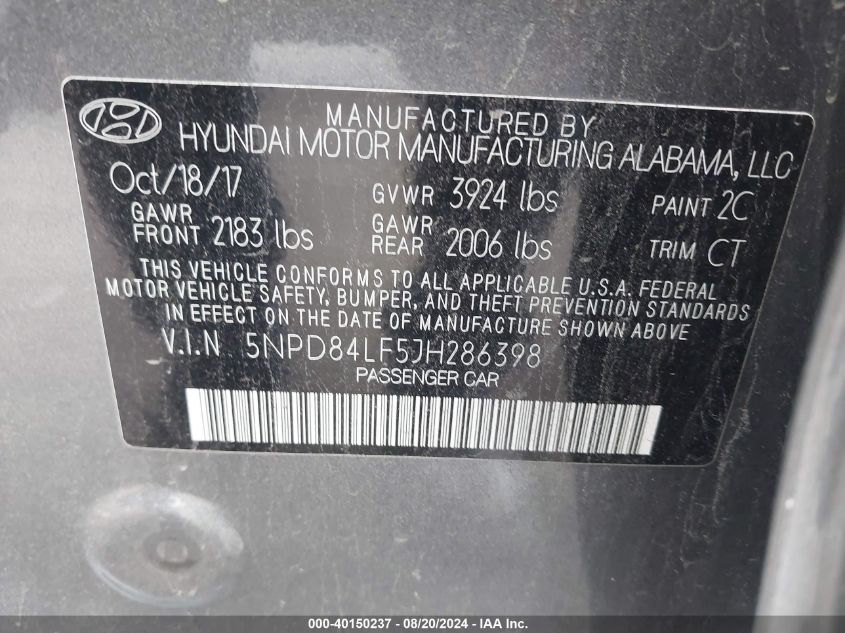 MANUFACTURED BY
HYUNDAI MOTOR MANUFACTURING ALABAMA, LLC
Oct/18/17 GVWR 3924 lbs PAINT 2C
GAWR FRONT 2183 lbs GAWR REAR 2006 lbs TRIM CT
THIS VEHICLE CONFORMS TO ALL APPLICABLE U.S.A. FEDERAL
MOTOR VEHICLE SAFETY, BUMPER, AND THEFT PREVENTION STANDARDS
IN EFFECT ON THE DATE OF MANUFACTURE SHOWN ABOVE.
V.I.N 5NPD84LF5JH286398
PASSENGER CAR
000-40150237 - 08/20/2024 - IAA Inc.